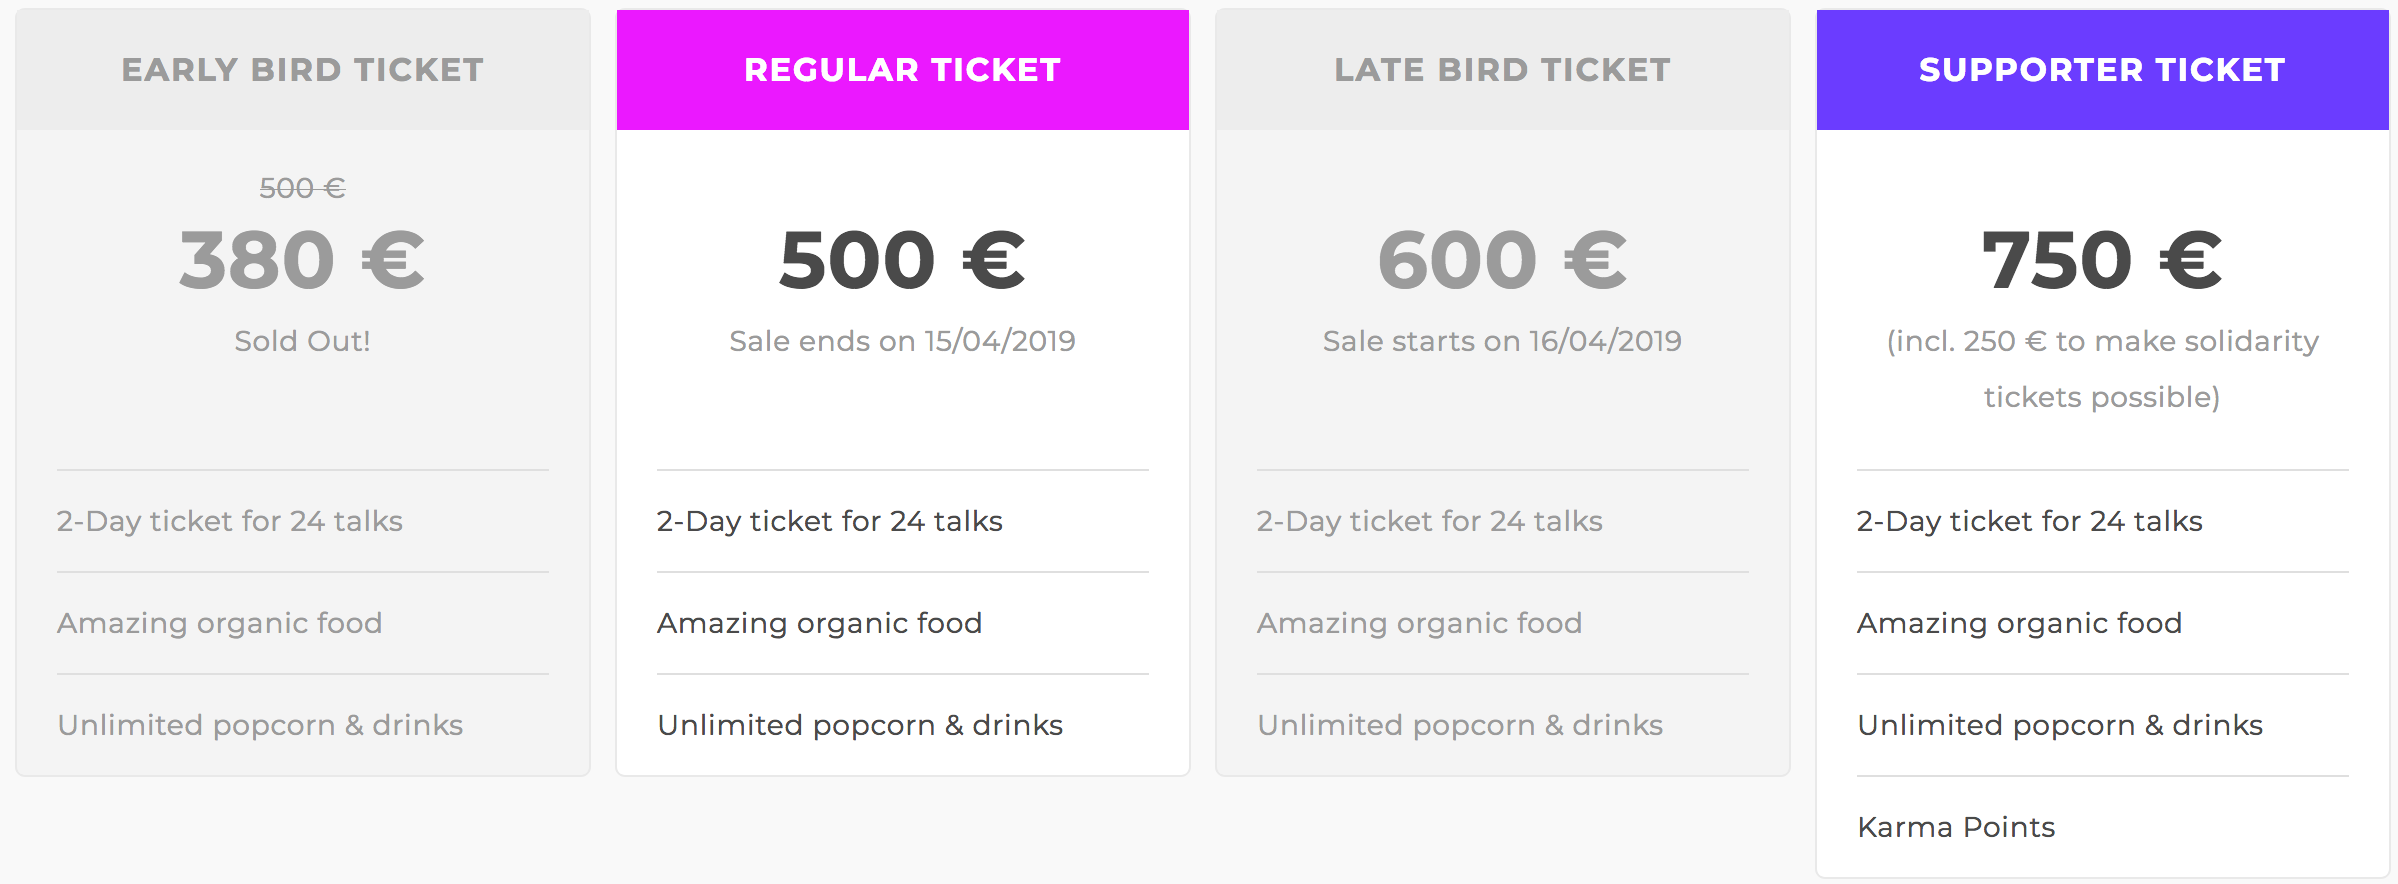 EARLY BIRD TICKET
500 €
380 €
Sold Out!
2-Day ticket for 24 talks
Amazing organic food
Unlimited popcorn & drinks
REGULAR TICKET
500 €
Sale ends on 15/04/2019
2-Day ticket for 24 talks
Amazing organic food
Unlimited popcorn & drinks
LATE BIRD TICKET
600 €
Sale starts on 16/04/2019
2-Day ticket for 24 talks
Amazing organic food
Unlimited popcorn & drinks
SUPPORTER TICKET
750 €
(incl. 250 € to make solidarity
tickets possible)
2-Day ticket for 24 talks
Amazing organic food
Unlimited popcorn & drinks
Karma Points